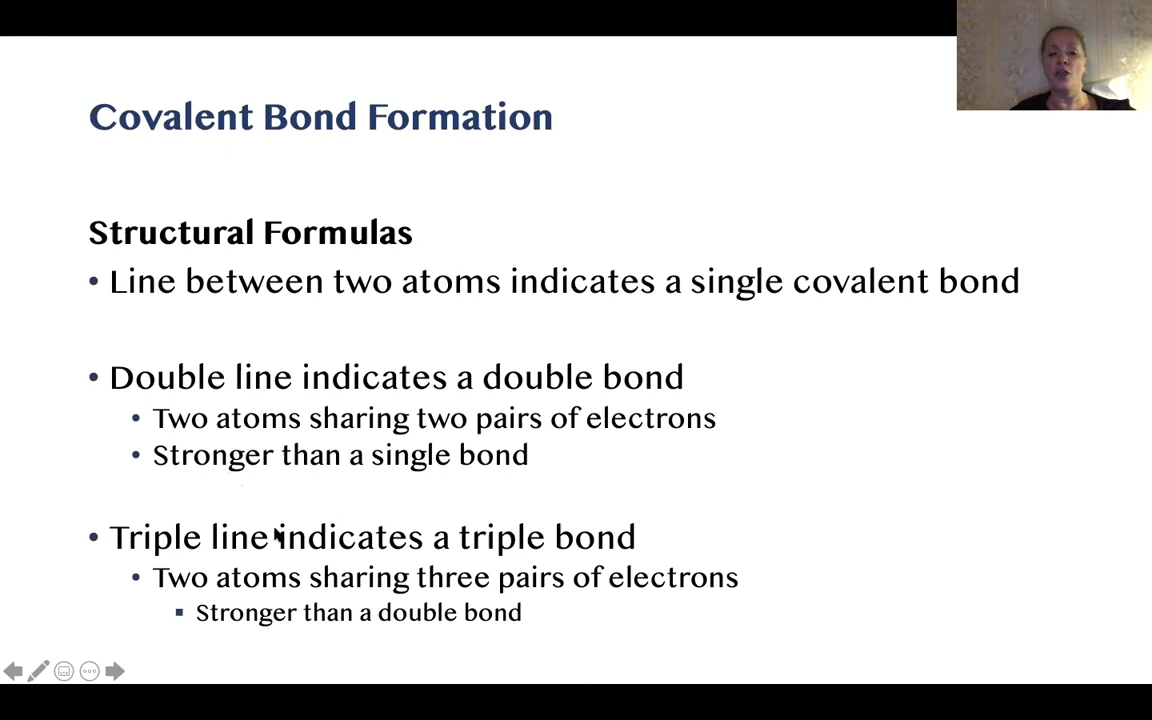 Covalent Bond Formation
Structural Formulas
• Line between two atoms indicates a single covalent bond
• Double line indicates a double bond
• Two atoms sharing two pairs of electrons
• Stronger than a single bond
• Triple line indicates a triple bond
• Two atoms sharing three pairs of electrons
▪ Stronger than a double bond